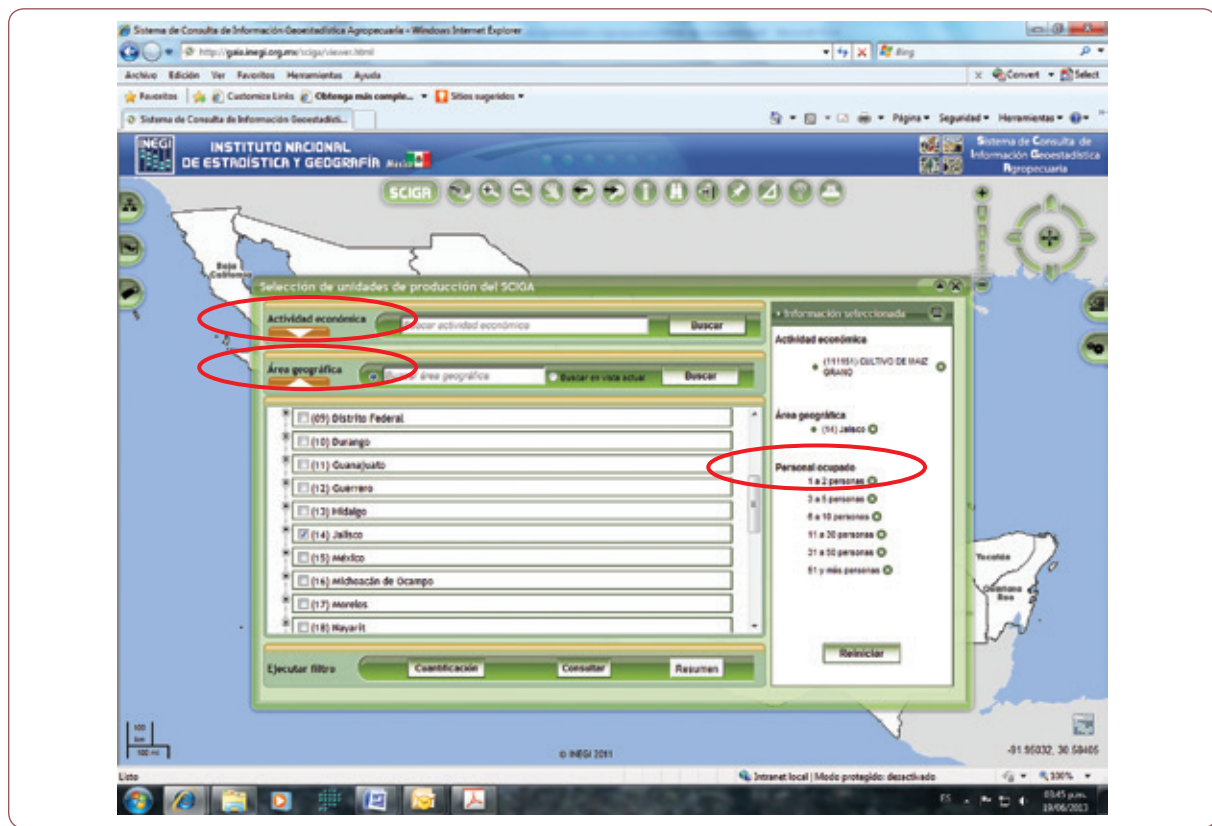 Sistema de Consulta de Información Geoestadística Agropecuaria - Windows Internet Explorer
http://gaia.inegi.org.mx/sciga/viewer.html
Bing
Archivo Edición Ver Favoritos Herramientas Ayuda
Convert
Select
Favoritos
Customize Links
Obtenga más comple...
Sitios sugeridos
Sistema de Consulta de Información Geoestadísti...
Página
Seguridad
Herramientas
INEGI
INSTITUTO NACIONAL
DE ESTADÍSTICA Y GEOGRAFÍA
Sistema de Consulta de
Información Geoestadística
Agropecuaria
SCIGA
Baja
California
Selección de unidades de producción del SCIGA
Actividad económica
Buscar actividad económica
Buscar
Área geográfica
Buscar área geográfica
Buscar en vista actual
Buscar
(09) Distrito Federal
(10) Durango
(11) Guanajuato
(12) Guerrero
(13) Hidalgo
(14) Jalisco
(15) México
(16) Michoacán de Ocampo
(17) Morelos
(18) Nayarit
Ejecutar filtro
Cuantificación
Consultar
Resumen
Información seleccionada
Actividad económica
(111151) CULTIVO DE MAIZ
GRANO
Área geográfica
(14) Jalisco
Personal ocupado
1 a 2 personas
3 a 5 personas
6 a 10 personas
11 a 30 personas
31 a 50 personas
51 y más personas
Reiniciar
Yucatán
Quintana
Roo
100
km
100 mi
© INEGI 2011
-91.95032, 30.58405
Listo
Intranet local | Modo protegido: desactivado
100%
ES
03:45 p.m.
19/06/2013